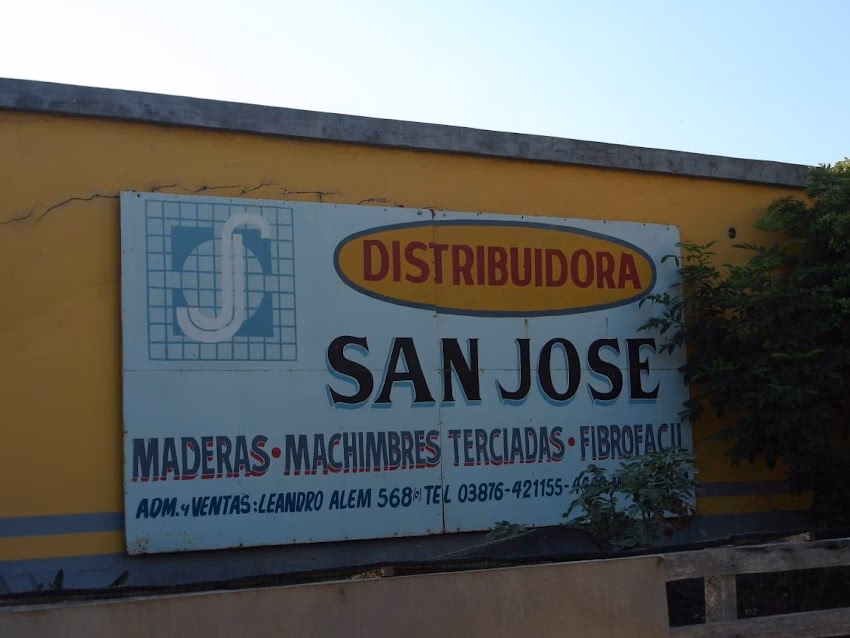 DISTRIBUIDORA
SAN JOSE
MADERAS • MACHIMBRES TERCIADAS • FIBROFACIL
ADM. y VENTAS: LEANDRO ALEM 568 TEL 03876-421155-